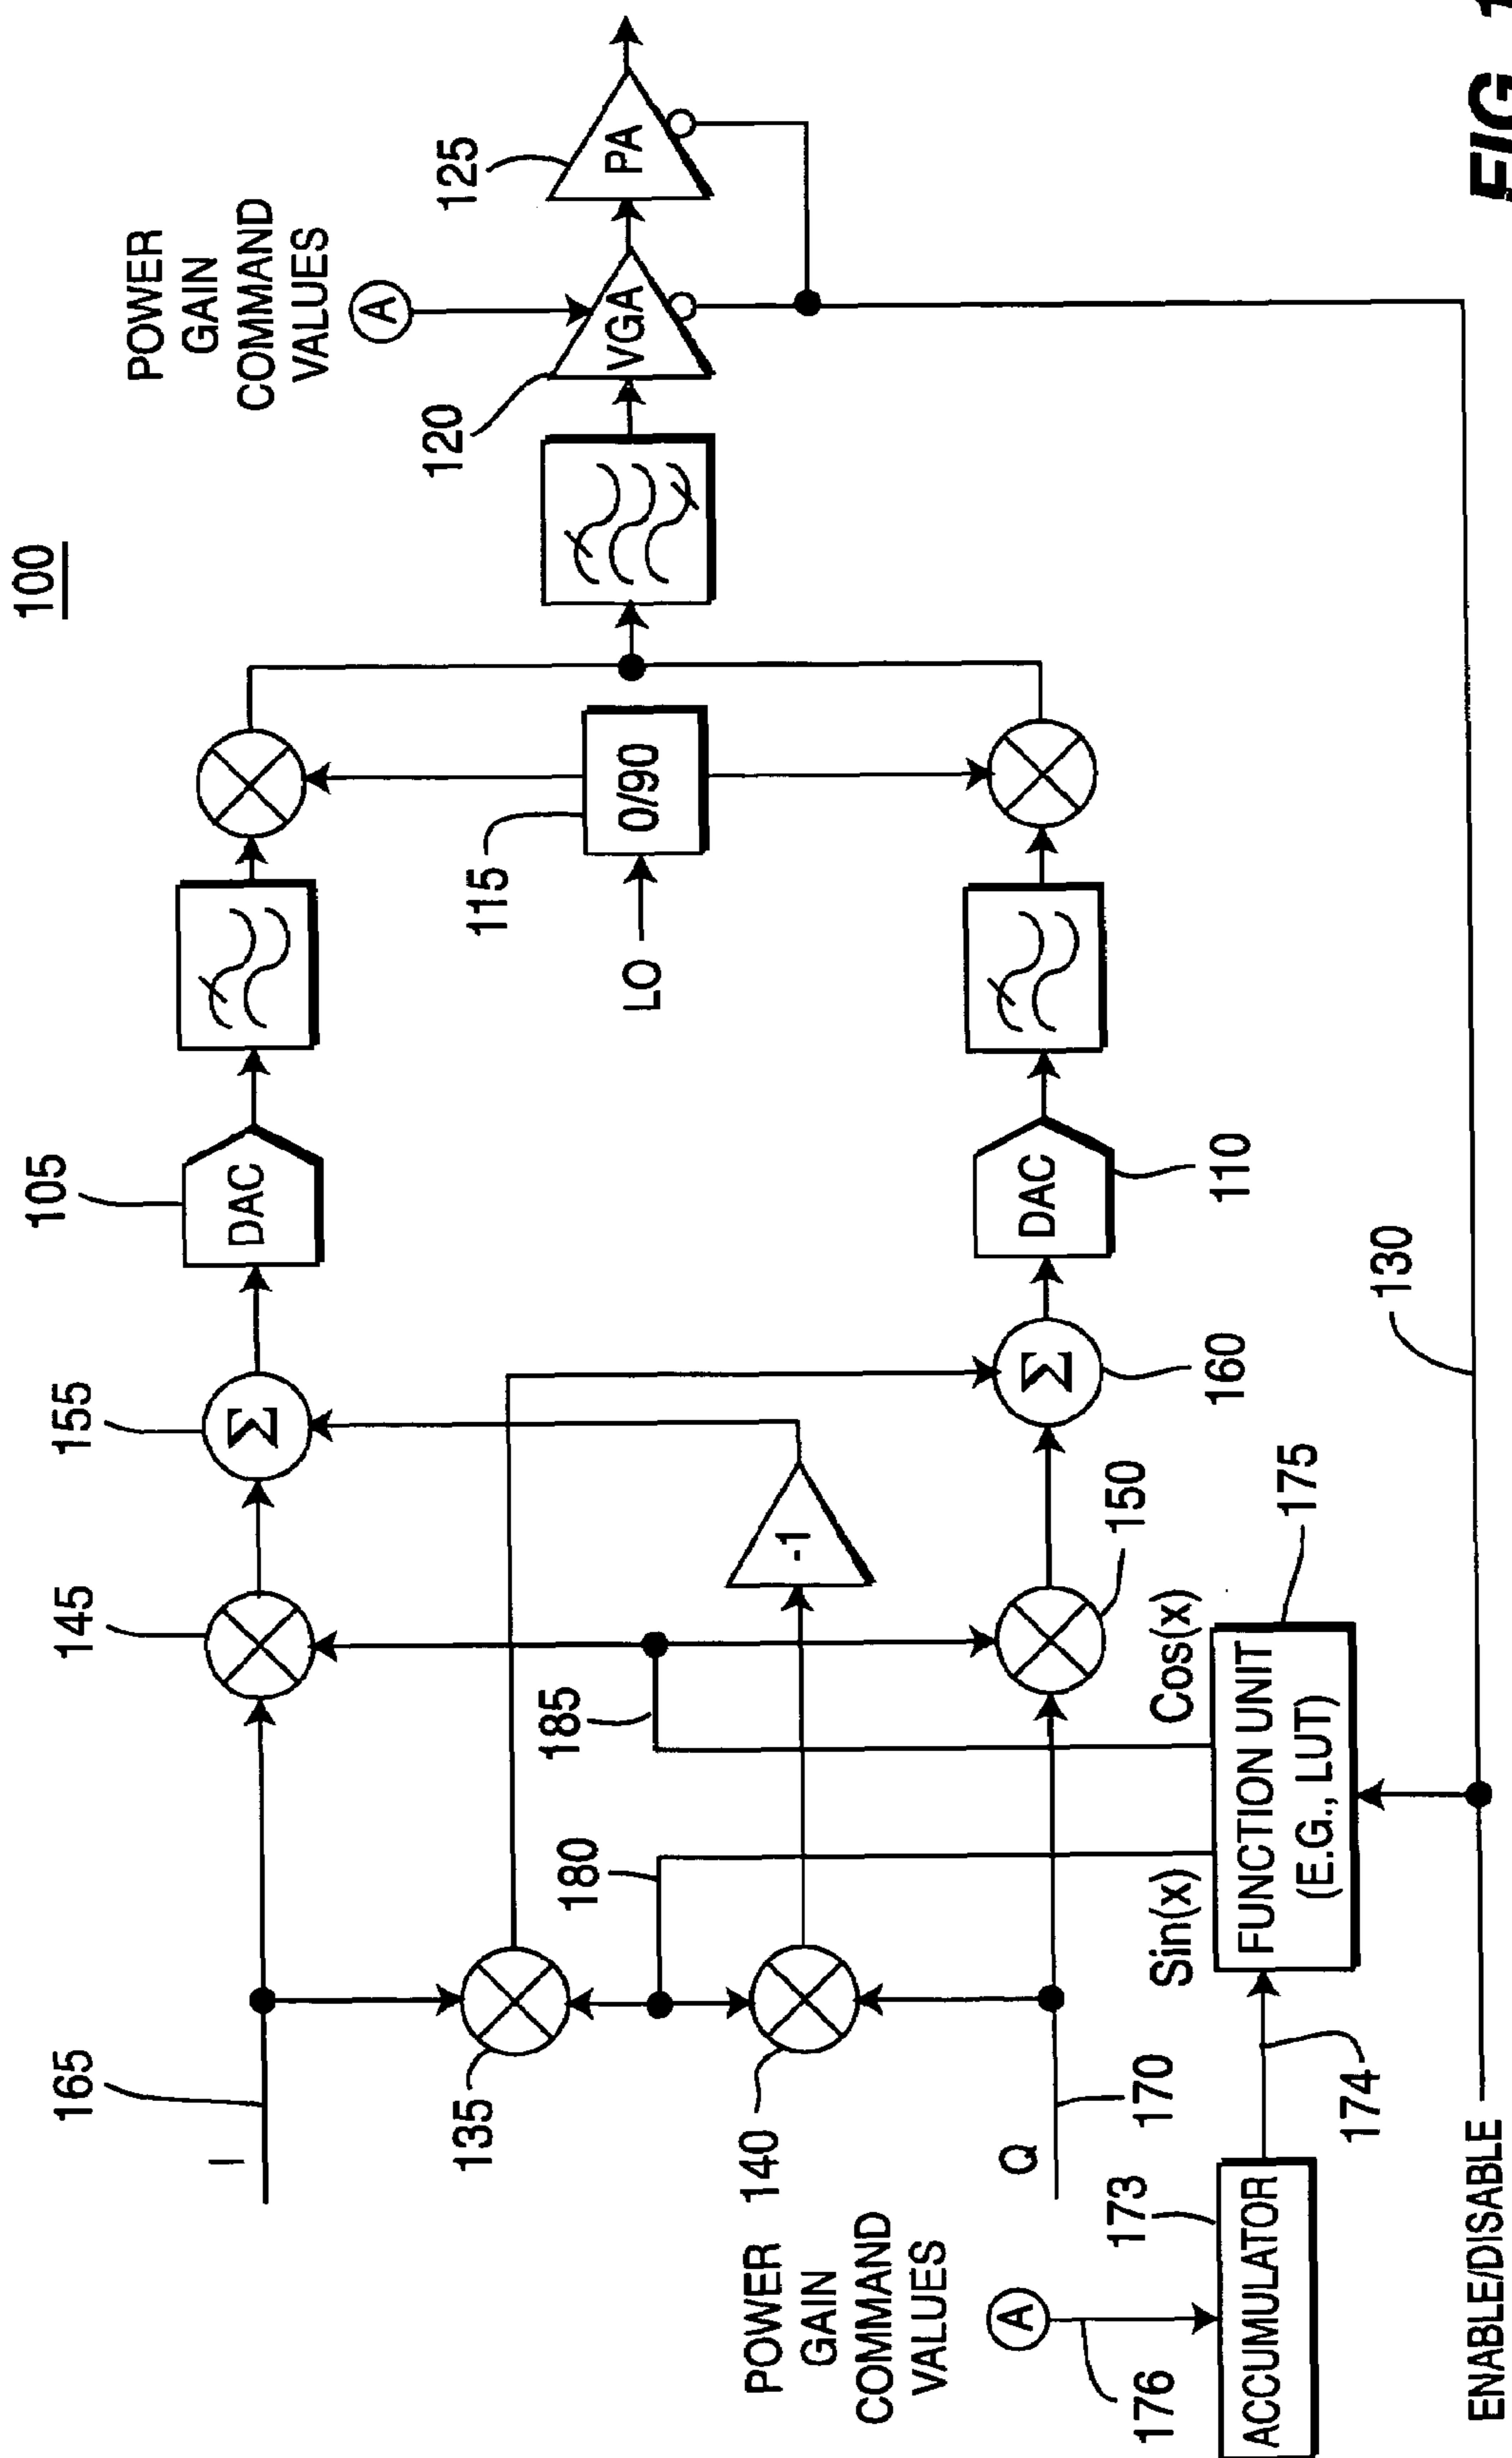 100
POWER
GAIN
COMMAND
VALUES
A
165
I
145
155
105
DAC
Σ
120
125
VGA
PA
135
180
185
-1
115
LO
0/90
140
POWER
GAIN
COMMAND
VALUES
A
176
Q
170
150
Σ
160
DAC
110
173
ACCUMULATOR
174
Sin(x)
Cos(x)
FUNCTION UNIT
(E.G., LUT)
175
130
ENABLE/DISABLE